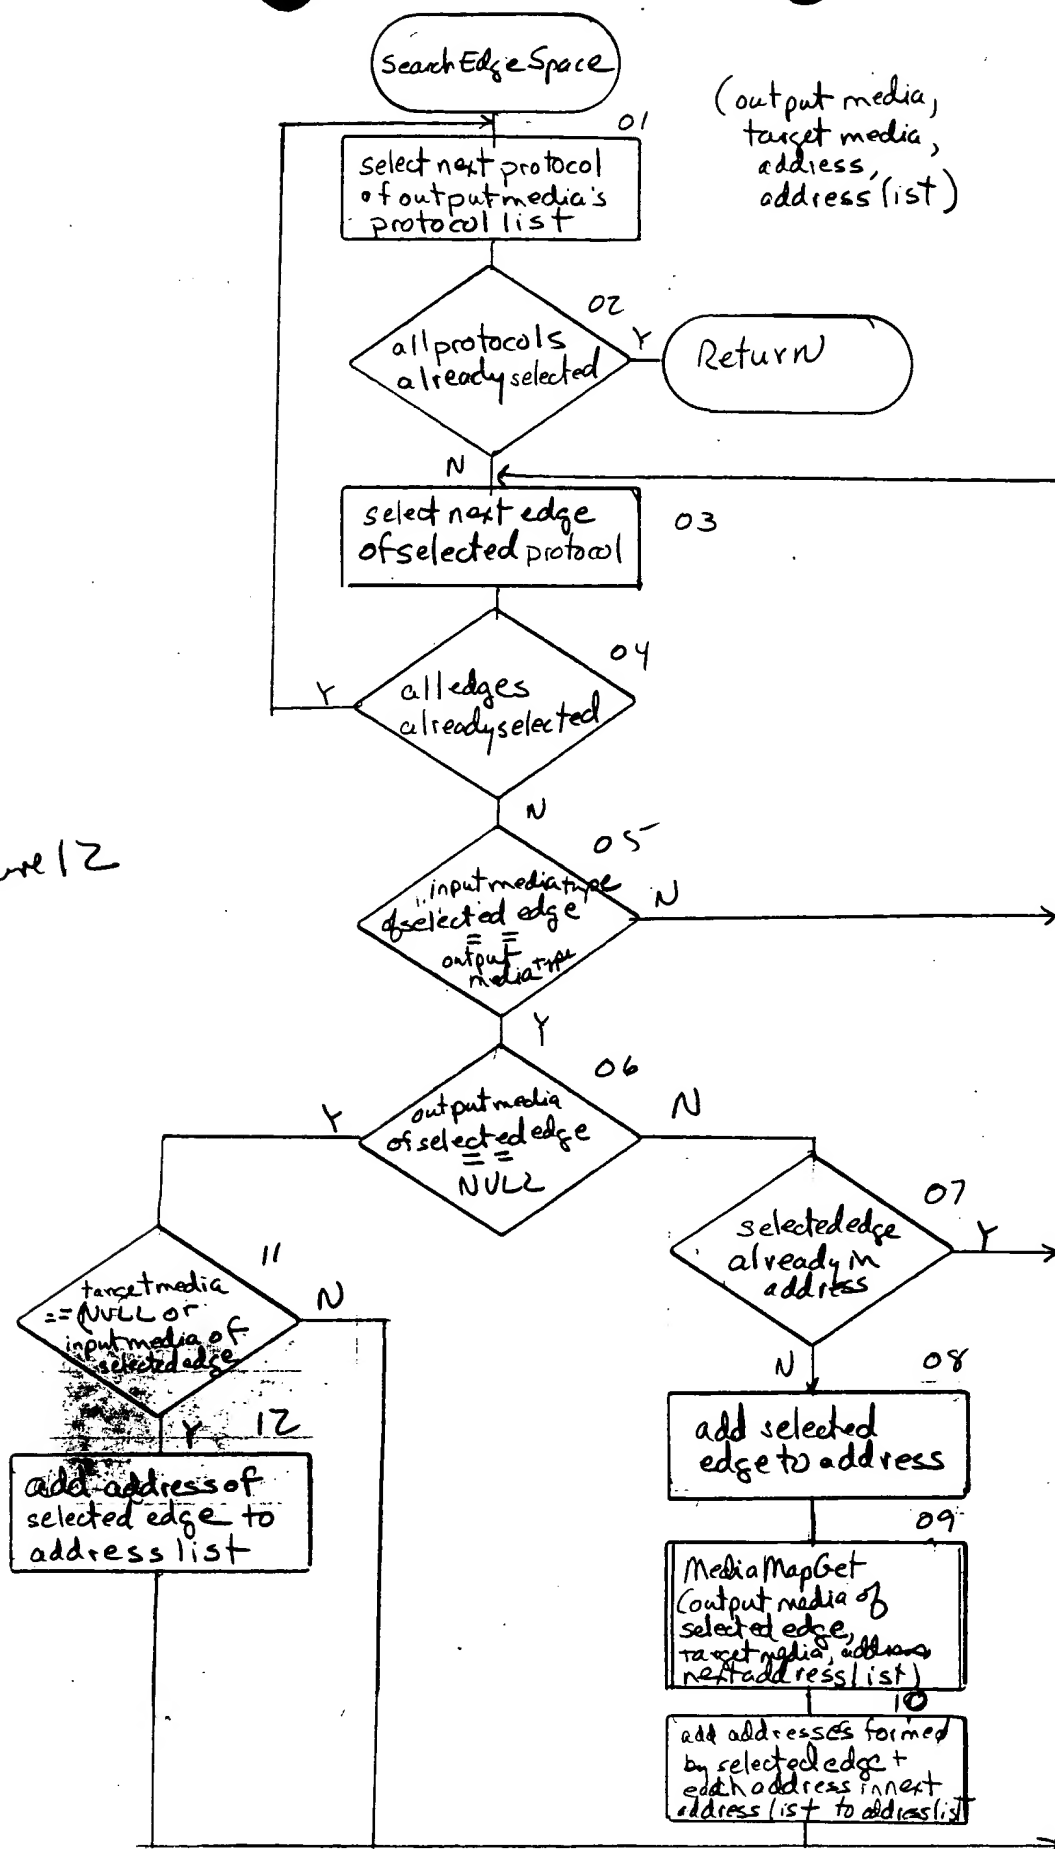 SearchEdgeSpace
(output media,
target media,
address,
address list)
01
select next protocol
of output media's
protocol list
02
all protocols
already selected
Y
Return
N
select next edge
of selected protocol
03
04
all edges
already selected
Y
N
05
input media type
of selected edge
==
output
media type
N
Y
ure 12
06
output media
of selected edge
==
NULL
Y
N
07
selected edge
already in
address
Y
N
11
target media
== NULL or
input media of
selected edge
N
Y
12
add address of
selected edge to
address list
08
add selected
edge to address
09
MediaMapGet
(output media of
selected edge,
target media, address
next address list)
10
add addresses formed
by selected edge +
each address in next
address list to address list